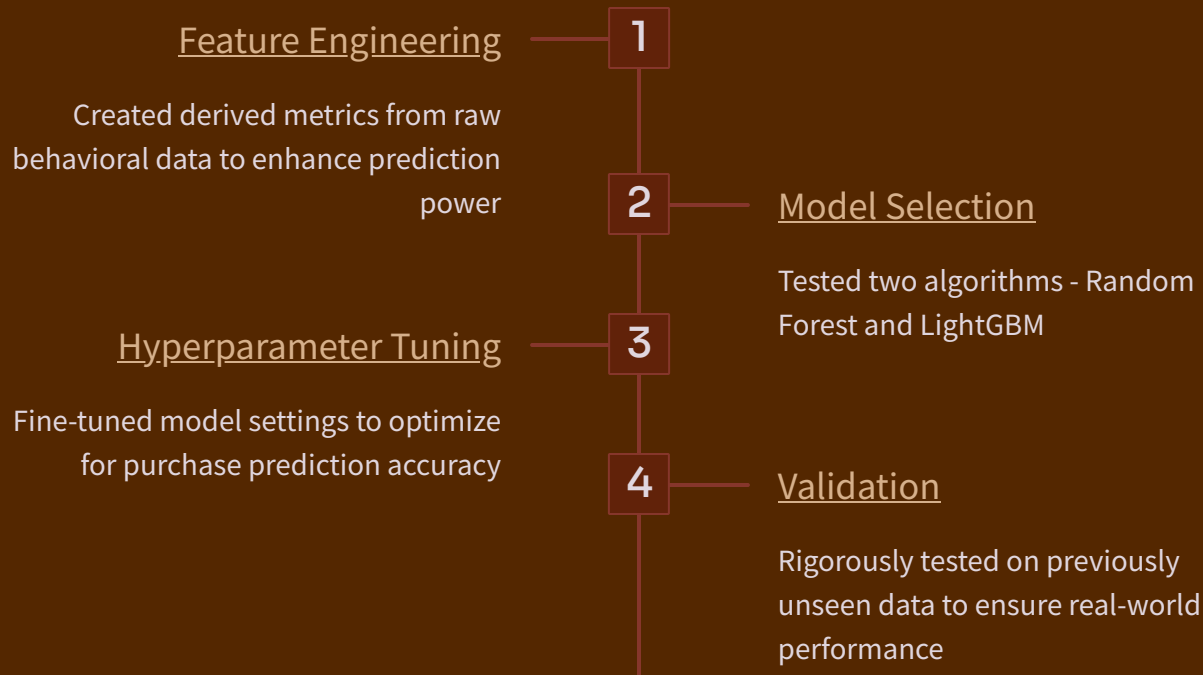 1
Feature Engineering
Created derived metrics from raw
behavioral data to enhance prediction
power
2
Model Selection
Tested two algorithms - Random
Forest and LightGBM
3
Hyperparameter Tuning
Fine-tuned model settings to optimize
for purchase prediction accuracy
4
Validation
Rigorously tested on previously
unseen data to ensure real-world
performance